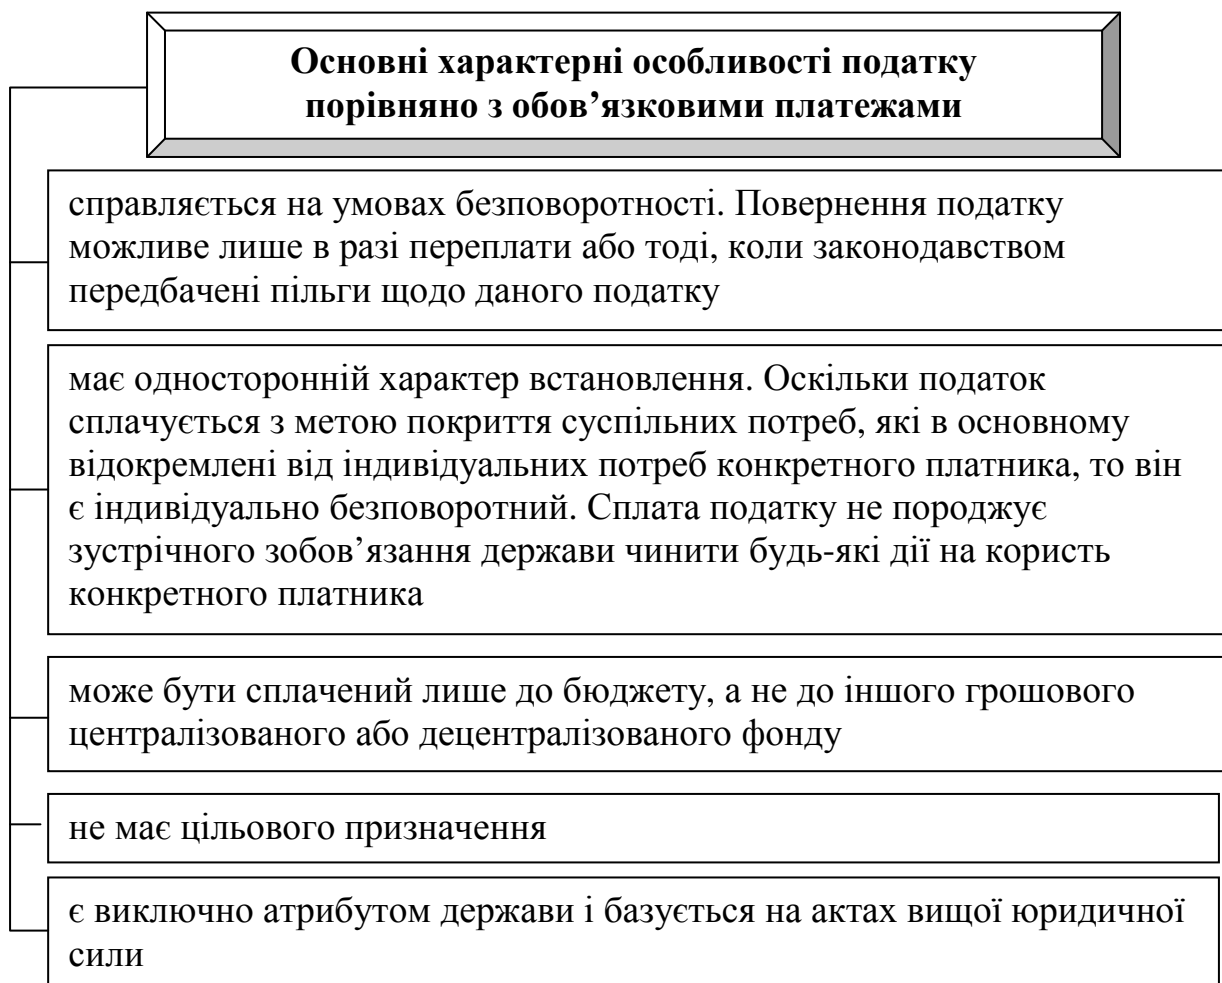 Основні характерні особливості податку
порівняно з обов’язковими платежами
справляється на умовах безповоротності. Повернення податку
можливе лише в разі переплати або тоді, коли законодавством
передбачені пільги щодо даного податку
має односторонній характер встановлення. Оскільки податок
сплачується з метою покриття суспільних потреб, які в основному
відокремлені від індивідуальних потреб конкретного платника, то він
є індивідуально безповоротний. Сплата податку не породжує
зустрічного зобов’язання держави чинити будь-які дії на користь
конкретного платника
може бути сплачений лише до бюджету, а не до іншого грошового
централізованого або децентралізованого фонду
не має цільового призначення
є виключно атрибутом держави і базується на актах вищої юридичної
сили